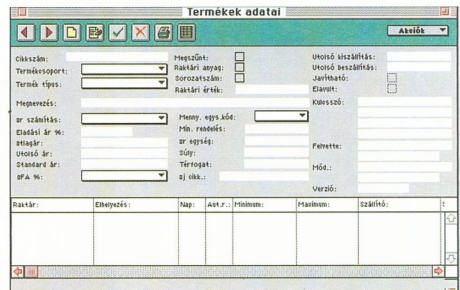 Termékek adatai
Akciók
Cikkszám:
Termékcsoport:
Termék típus:
Megnevezés:
ár számítás:
Eladási ár %:
átlagár:
Utolsó ár:
Standard ár:
áFA %:
Megszűnt:
Raktári anyag:
Sorozatszám:
Raktári érték:
Menny. egys.kód:
Min. rendelés:
ár egység:
Súly:
Térfogat:
új cikk.:
Utolsó kiszállítás:
Utolsó beszállítás:
Javítható:
Elavult:
Kulcsszó:
Felvette:
Mód.:
Verzió:
Raktár: Elhelyezés: Nap: Aut.r.: Minimum: Maximum: Szállító: